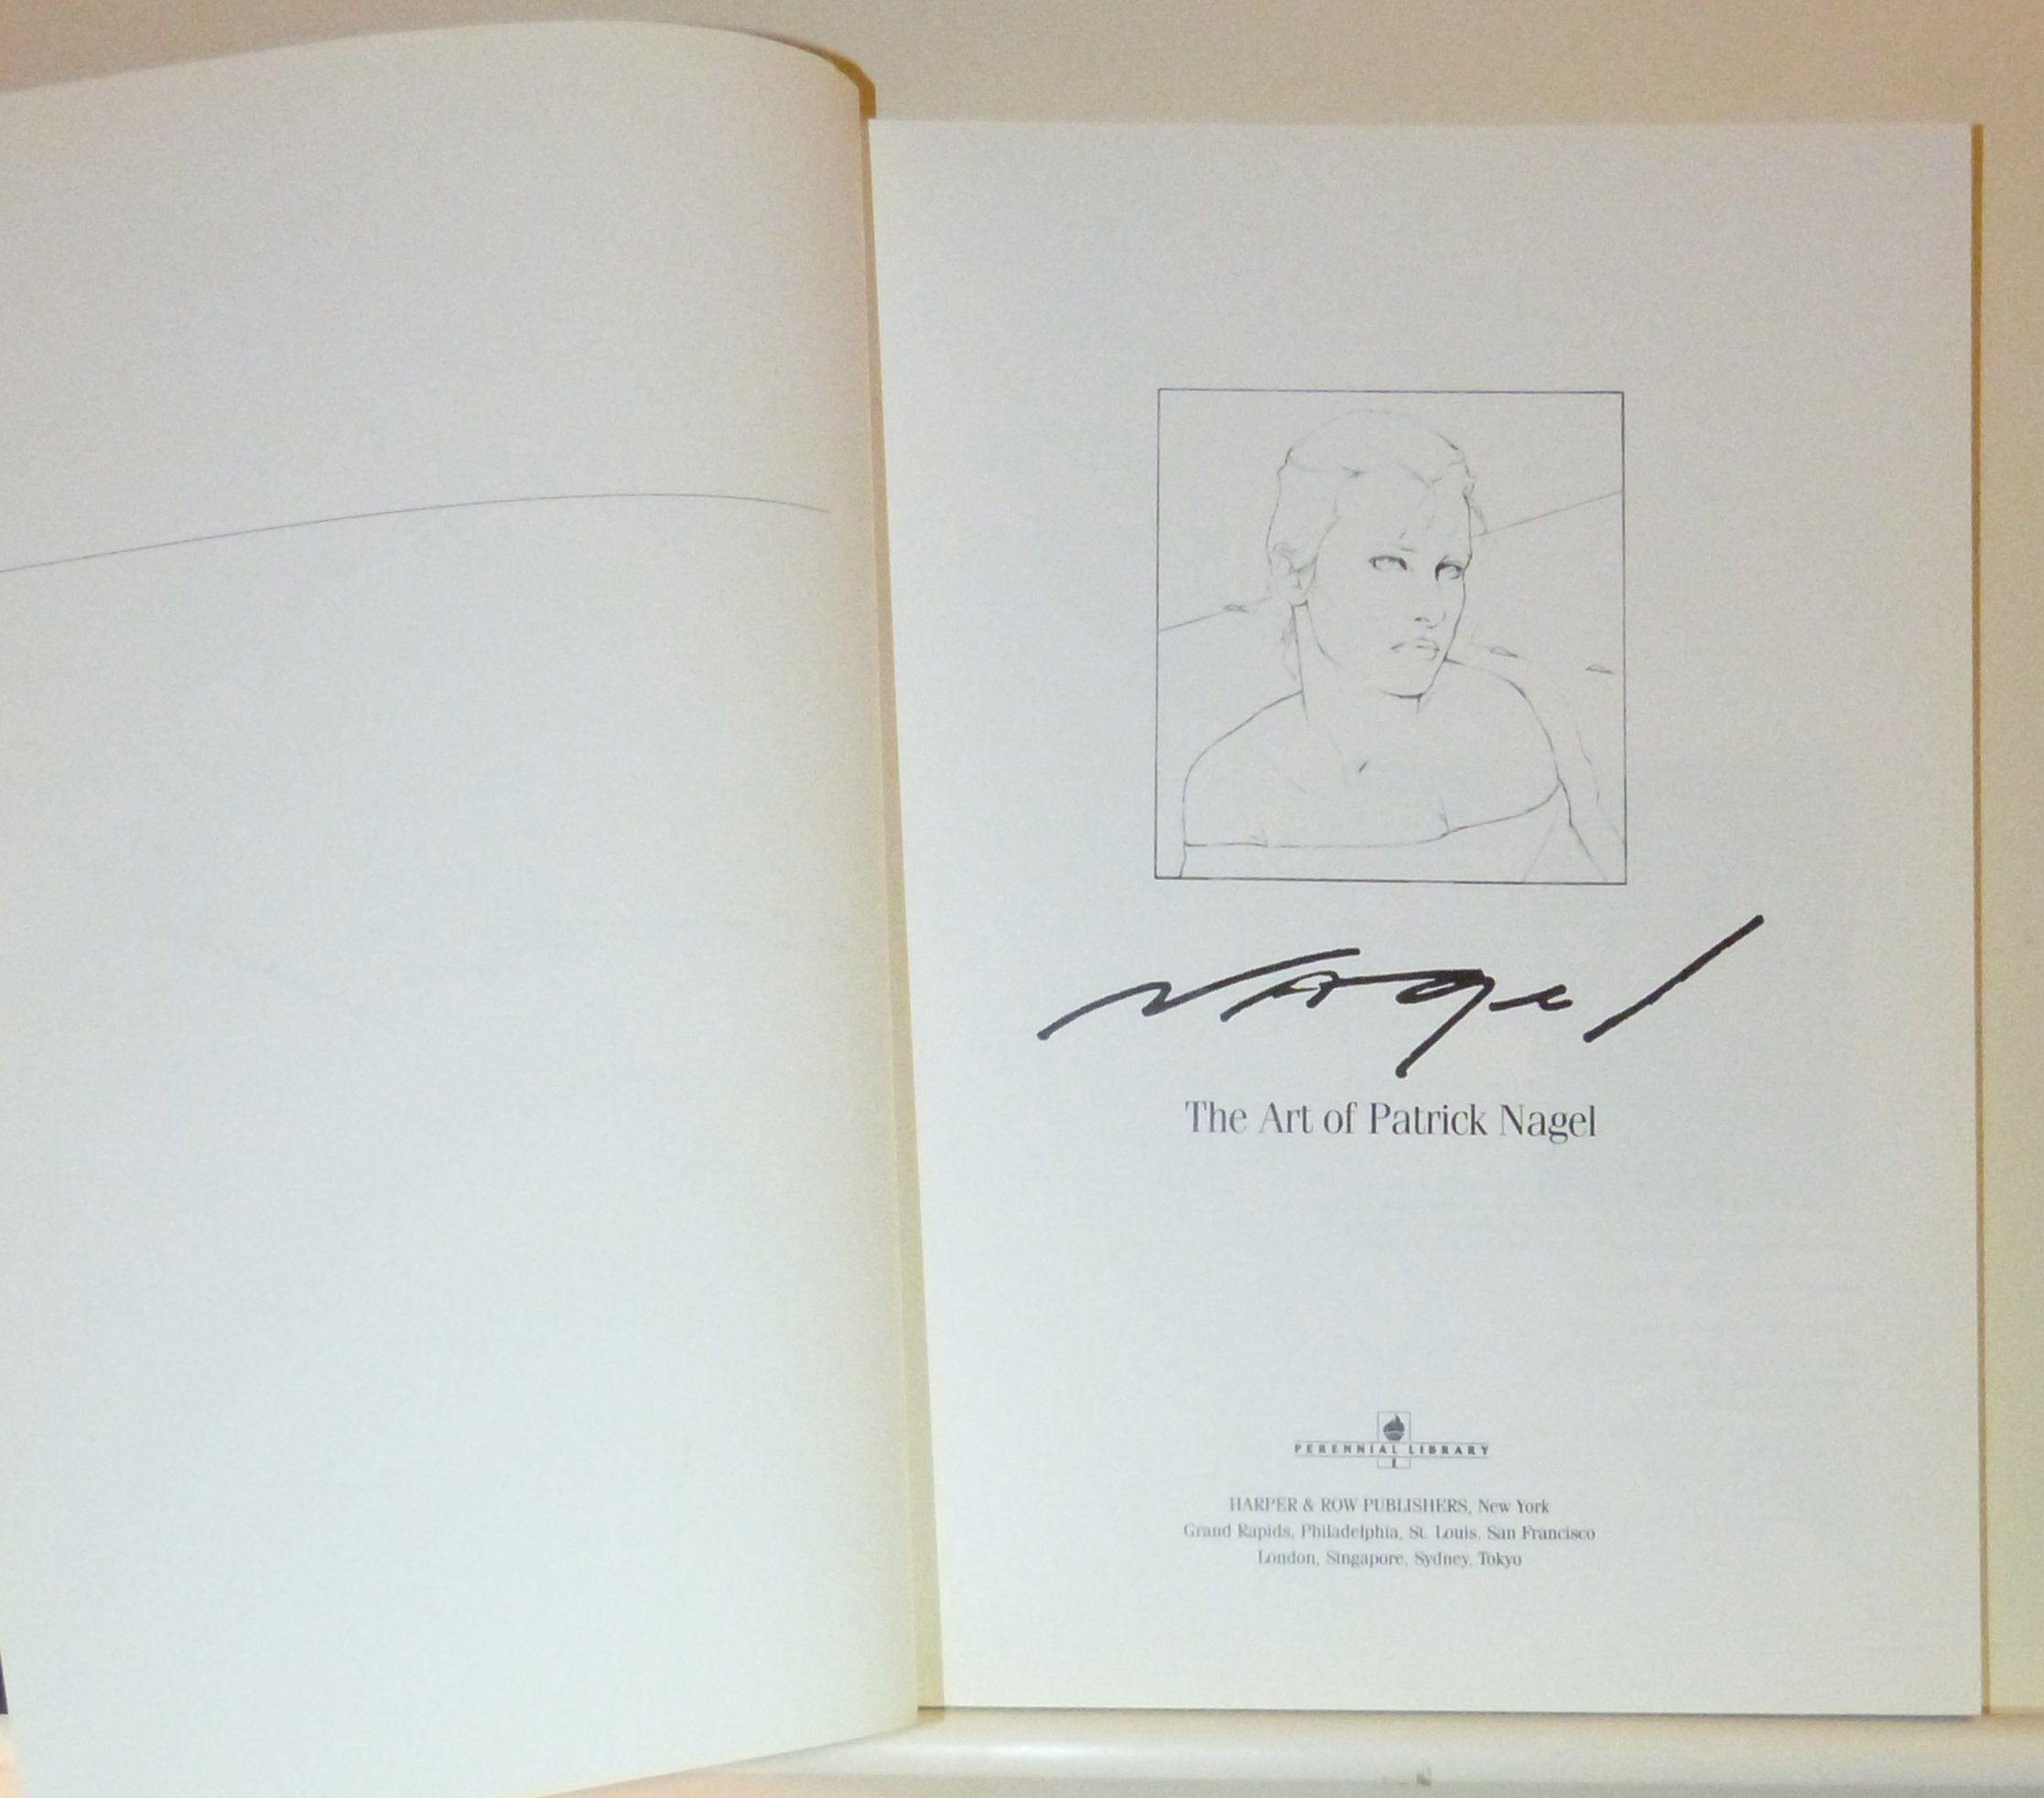 Nagel
The Art of Patrick Nagel
PERENNIAL LIBRARY
HARPER & ROW PUBLISHERS, New York
Grand Rapids, Philadelphia, St. Louis, San Francisco
London, Singapore, Sydney, Tokyo